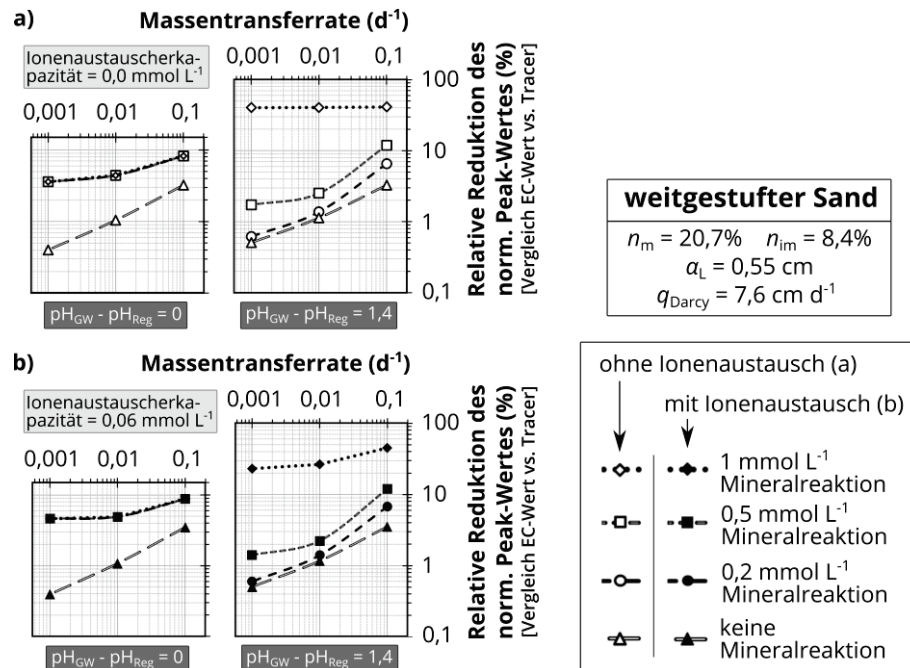 a)
Massentransferrate (d⁻¹)
Ionenaustauscherka-
pazität = 0,0 mmol L⁻¹
0,001
0,01
0,1
0,001
0,01
0,1
100
10
1
0,1
Relative Reduktion des
norm. Peak-Wertes (%)
[Vergleich EC-Wert vs. Tracer]
pH_GW - pH_Reg = 0
pH_GW - pH_Reg = 1,4
weitgestufter Sand
n_m = 20,7% n_im = 8,4%
α_L = 0,55 cm
q_Darcy = 7,6 cm d⁻¹
b)
Massentransferrate (d⁻¹)
Ionenaustauscherka-
pazität = 0,06 mmol L⁻¹
0,001
0,01
0,1
0,001
0,01
0,1
100
10
1
0,1
Relative Reduktion des
norm. Peak-Wertes (%)
[Vergleich EC-Wert vs. Tracer]
pH_GW - pH_Reg = 0
pH_GW - pH_Reg = 1,4
ohne Ionenaustausch (a)
mit Ionenaustausch (b)
1 mmol L⁻¹
Mineralreaktion
0,5 mmol L⁻¹
Mineralreaktion
0,2 mmol L⁻¹
Mineralreaktion
keine
Mineralreaktion